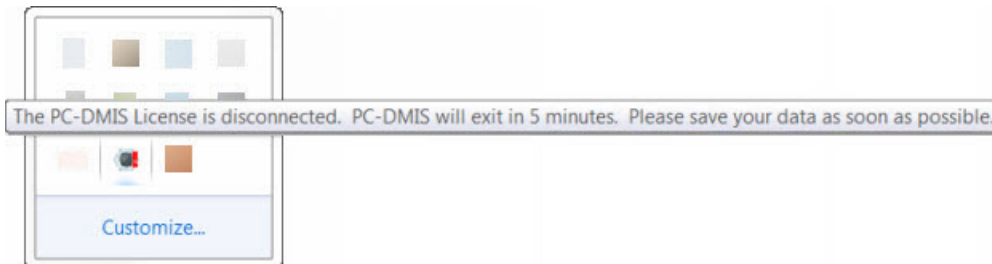 The PC-DMIS License is disconnected. PC-DMIS will exit in 5 minutes. Please save your data as soon as possible.
Customize...